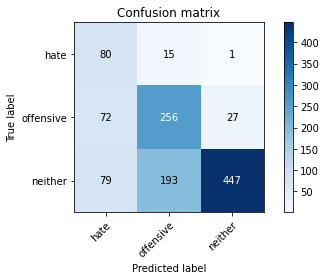 Confusion matrix
True label
hate 80 15 1
offensive 72 256 27
neither 79 193 447
hate offensive neither
Predicted label
400
350
300
250
200
150
100
50